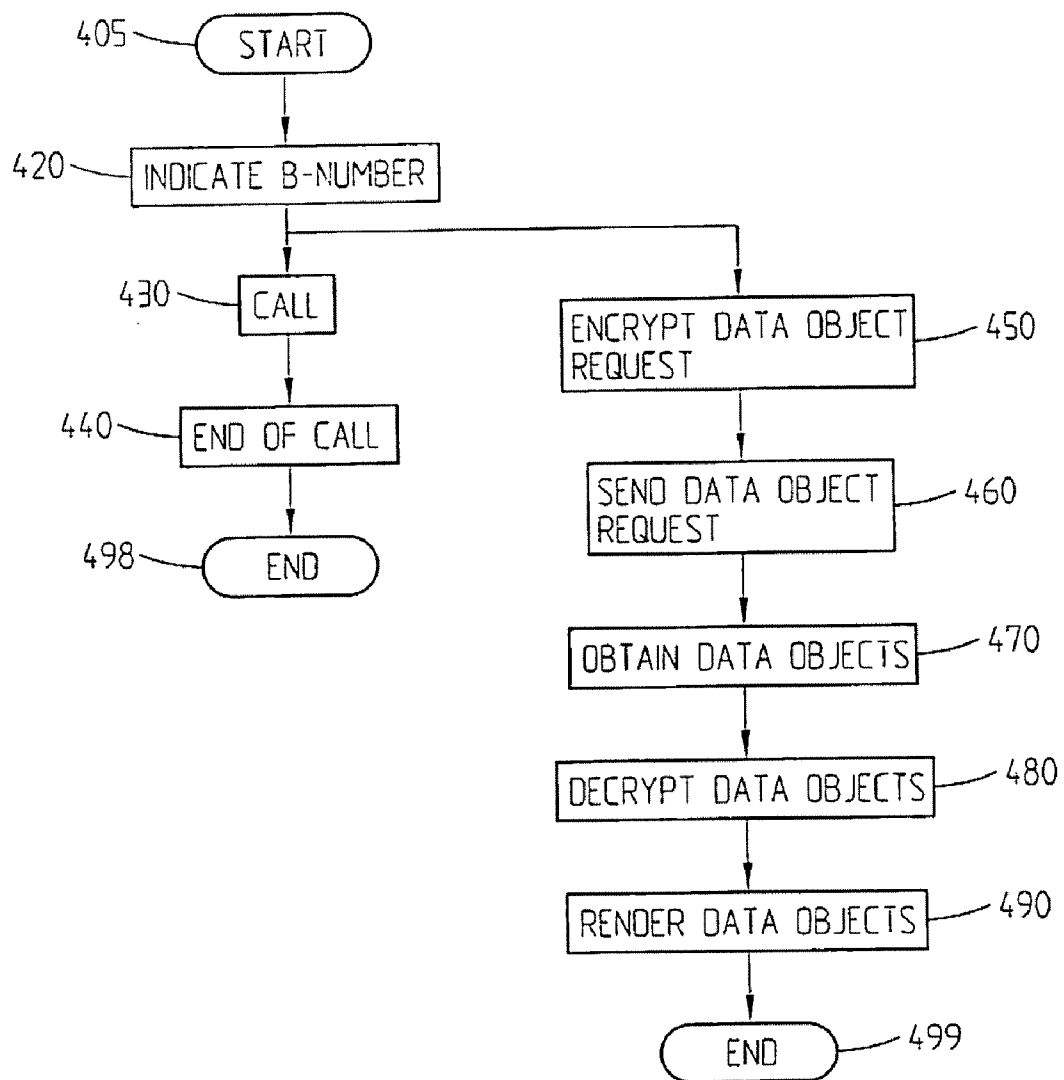 405
START
420
INDICATE B-NUMBER
430
CALL
450
ENCRYPT DATA OBJECT
REQUEST
440
END OF CALL
460
SEND DATA OBJECT
REQUEST
498
END
470
OBTAIN DATA OBJECTS
480
DECRYPT DATA OBJECTS
490
RENDER DATA OBJECTS
499
END